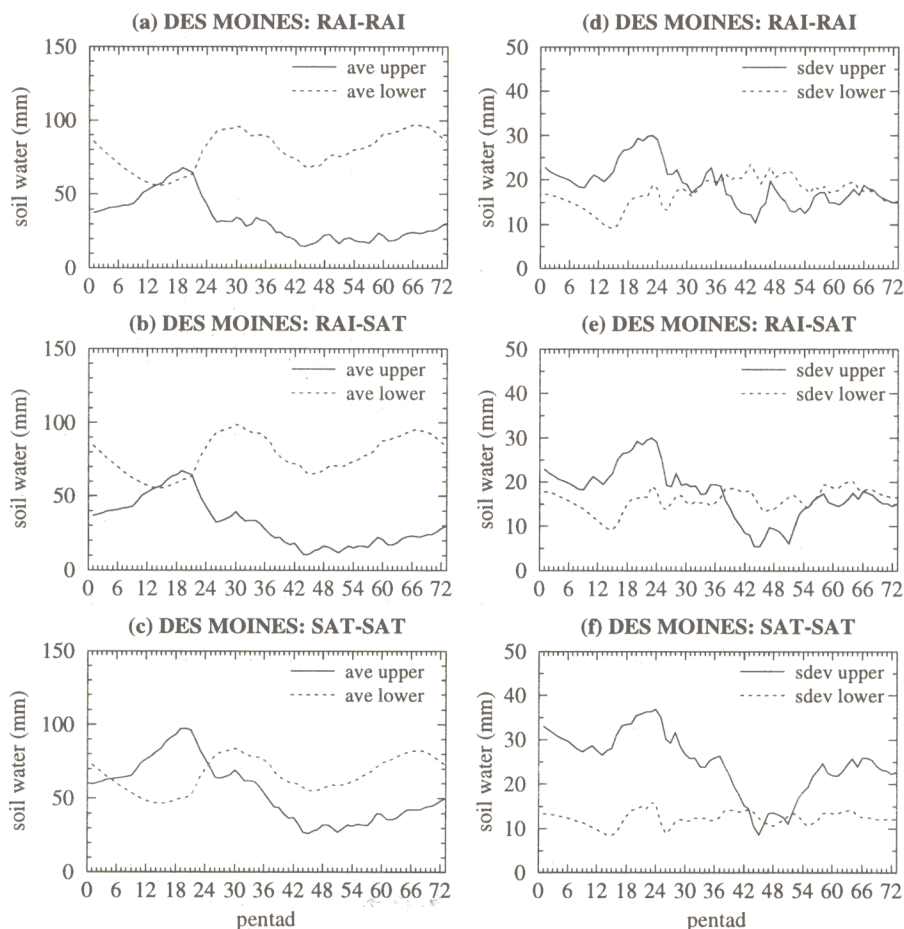 (a) DES MOINES: RAI-RAI
soil water (mm)
150
100
50
0
ave upper
ave lower
0 6 12 18 24 30 36 42 48 54 60 66 72
(d) DES MOINES: RAI-RAI
soil water (mm)
50
40
30
20
10
0
sdev upper
sdev lower
0 6 12 18 24 30 36 42 48 54 60 66 72
(b) DES MOINES: RAI-SAT
soil water (mm)
150
100
50
0
ave upper
ave lower
0 6 12 18 24 30 36 42 48 54 60 66 72
(e) DES MOINES: RAI-SAT
soil water (mm)
50
40
30
20
10
0
sdev upper
sdev lower
0 6 12 18 24 30 36 42 48 54 60 66 72
(c) DES MOINES: SAT-SAT
soil water (mm)
150
100
50
0
ave upper
ave lower
0 6 12 18 24 30 36 42 48 54 60 66 72
pentad
(f) DES MOINES: SAT-SAT
soil water (mm)
50
40
30
20
10
0
sdev upper
sdev lower
0 6 12 18 24 30 36 42 48 54 60 66 72
pentad